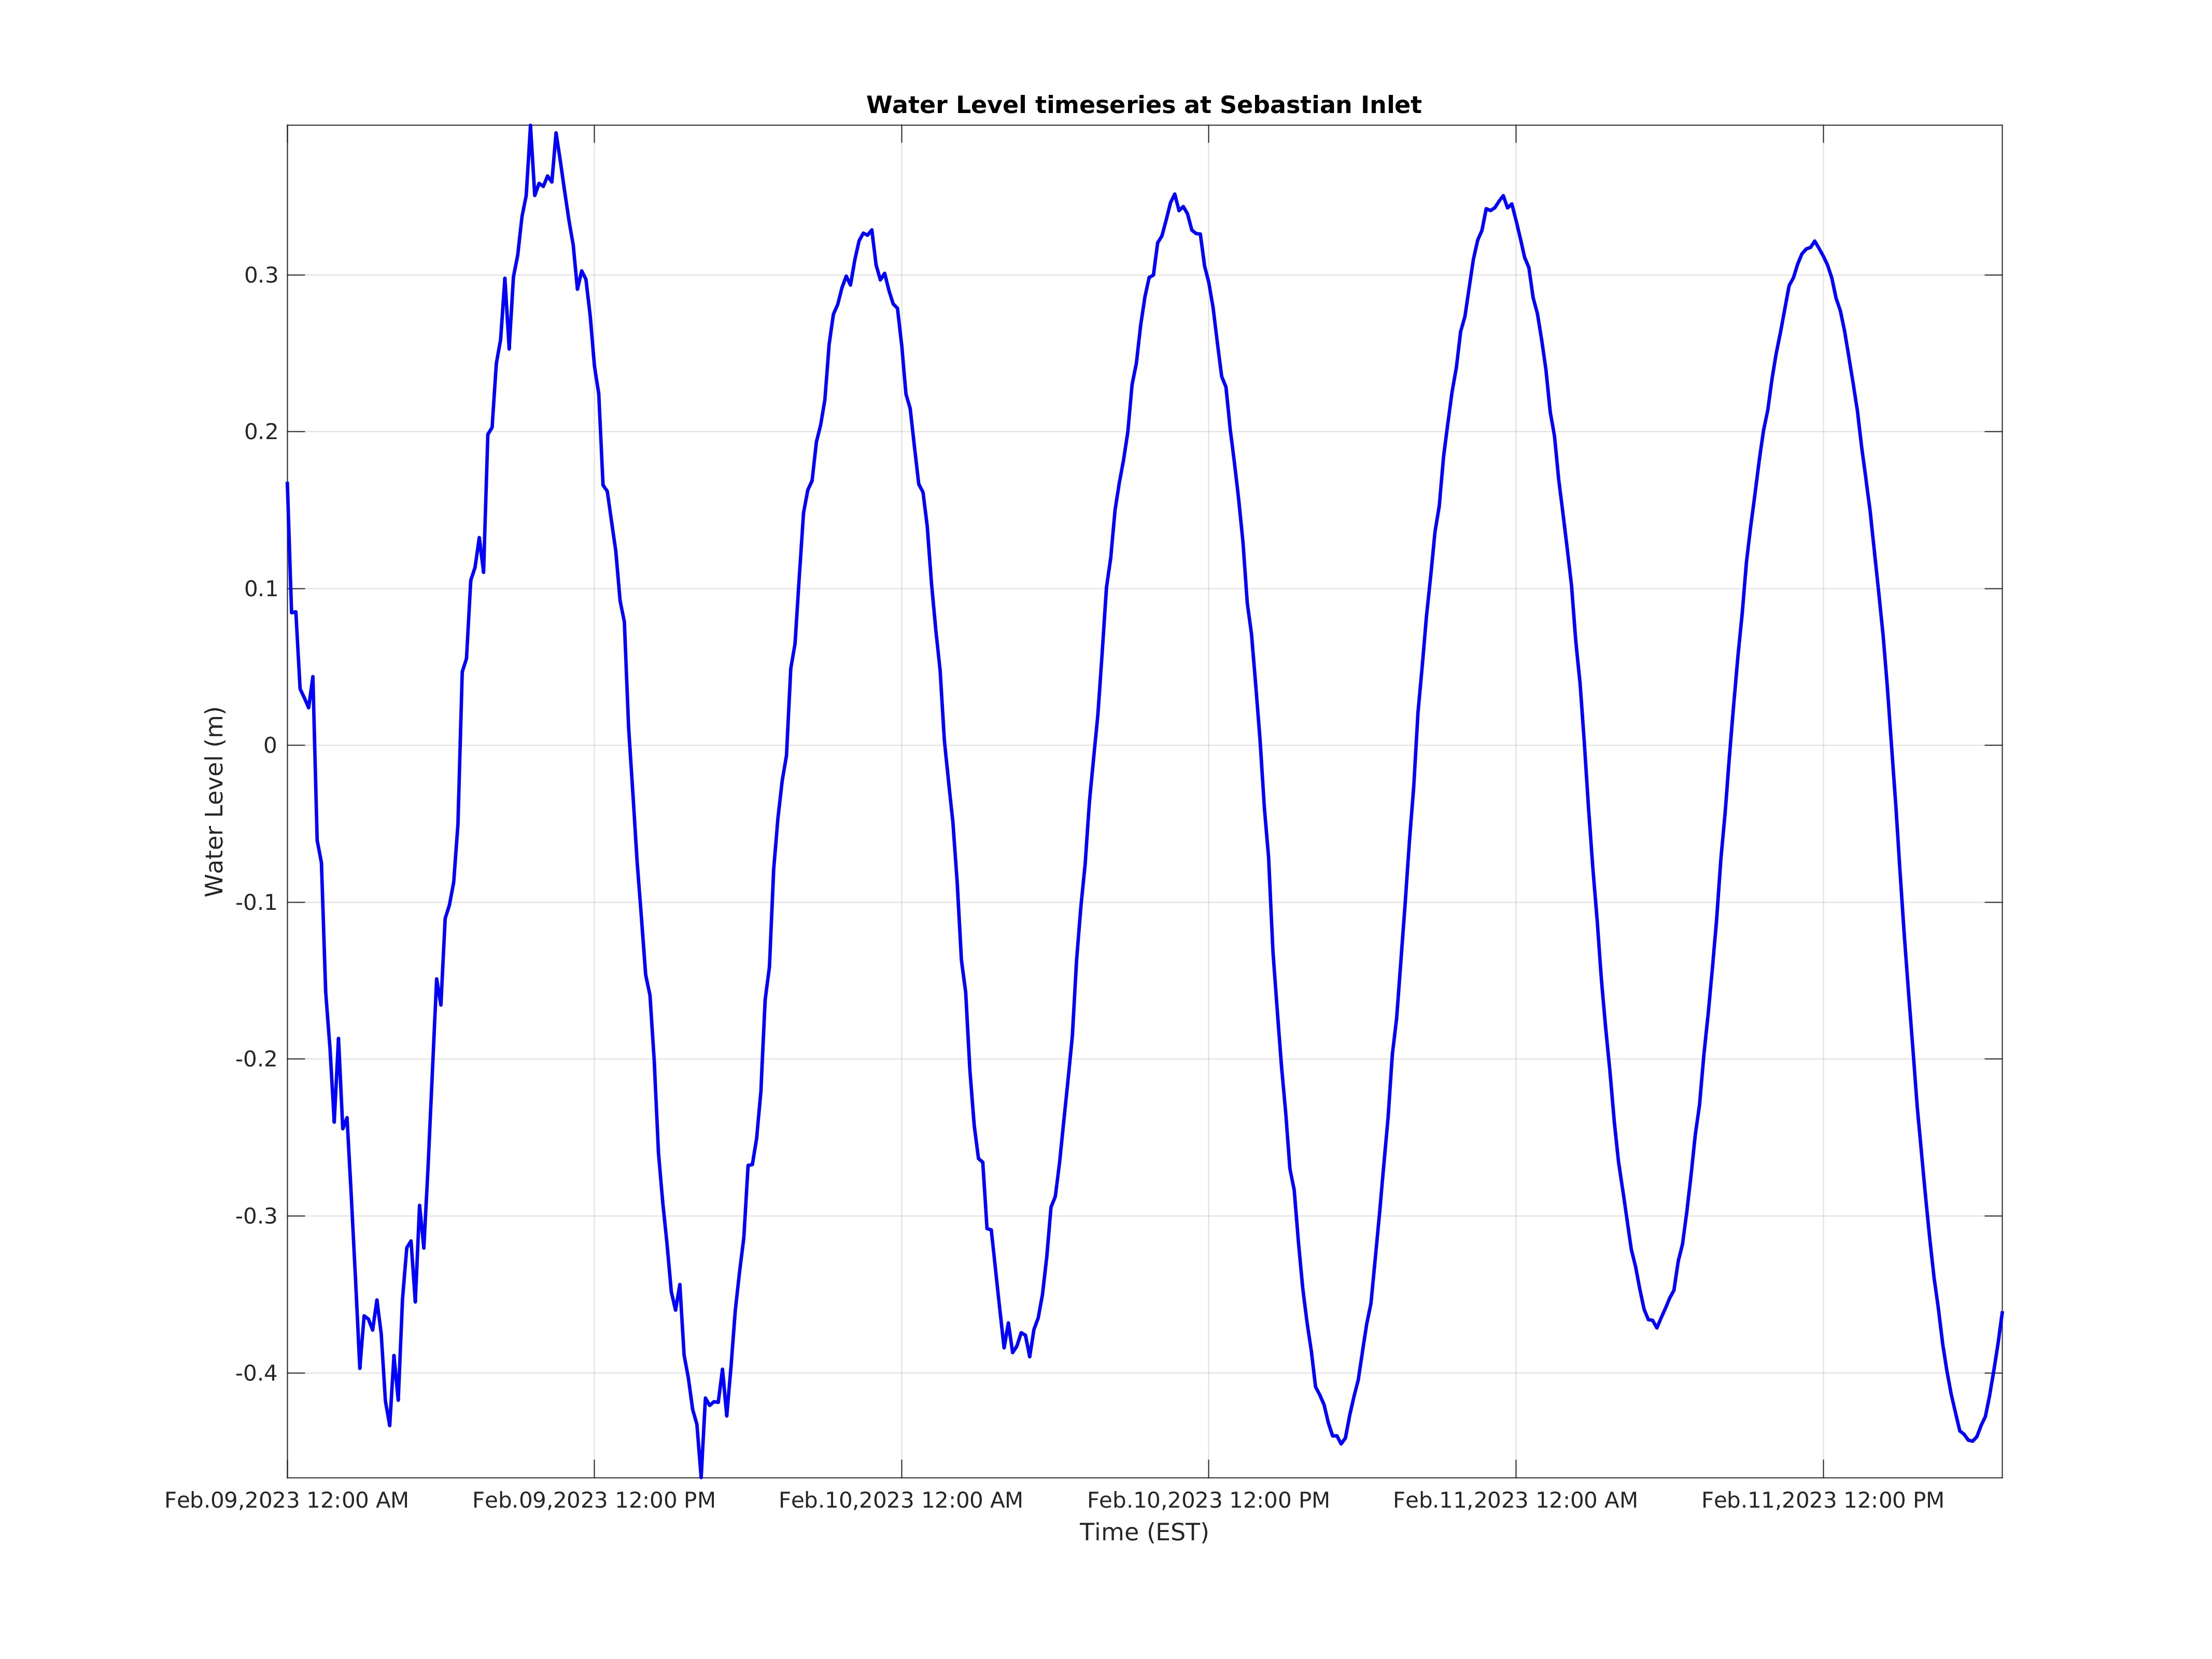 Water Level timeseries at Sebastian Inlet
0.3
0.2
0.1
0
-0.1
-0.2
-0.3
-0.4
Water Level (m)
Feb.09,2023 12:00 AM
Feb.09,2023 12:00 PM
Feb.10,2023 12:00 AM
Feb.10,2023 12:00 PM
Feb.11,2023 12:00 AM
Feb.11,2023 12:00 PM
Time (EST)